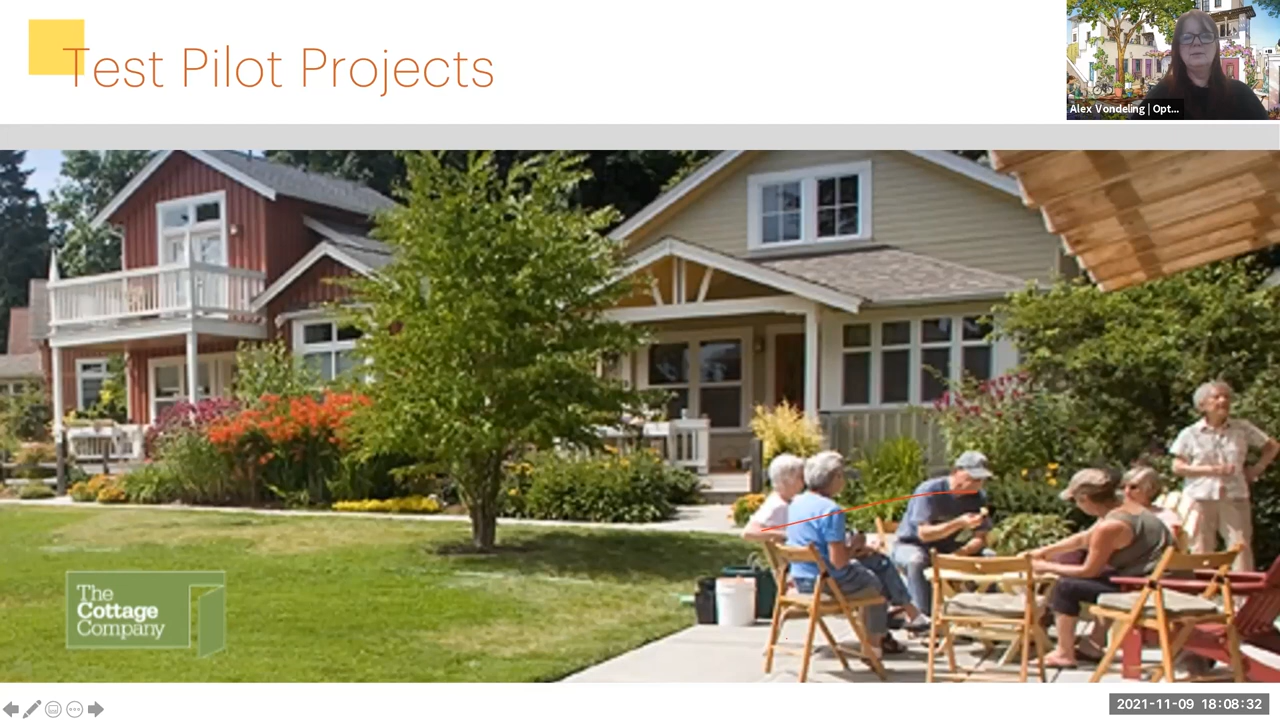 Test Pilot Projects
Alex Vondeling | Opt...
The
Cottage
Company
2021-11-09 18:08:32